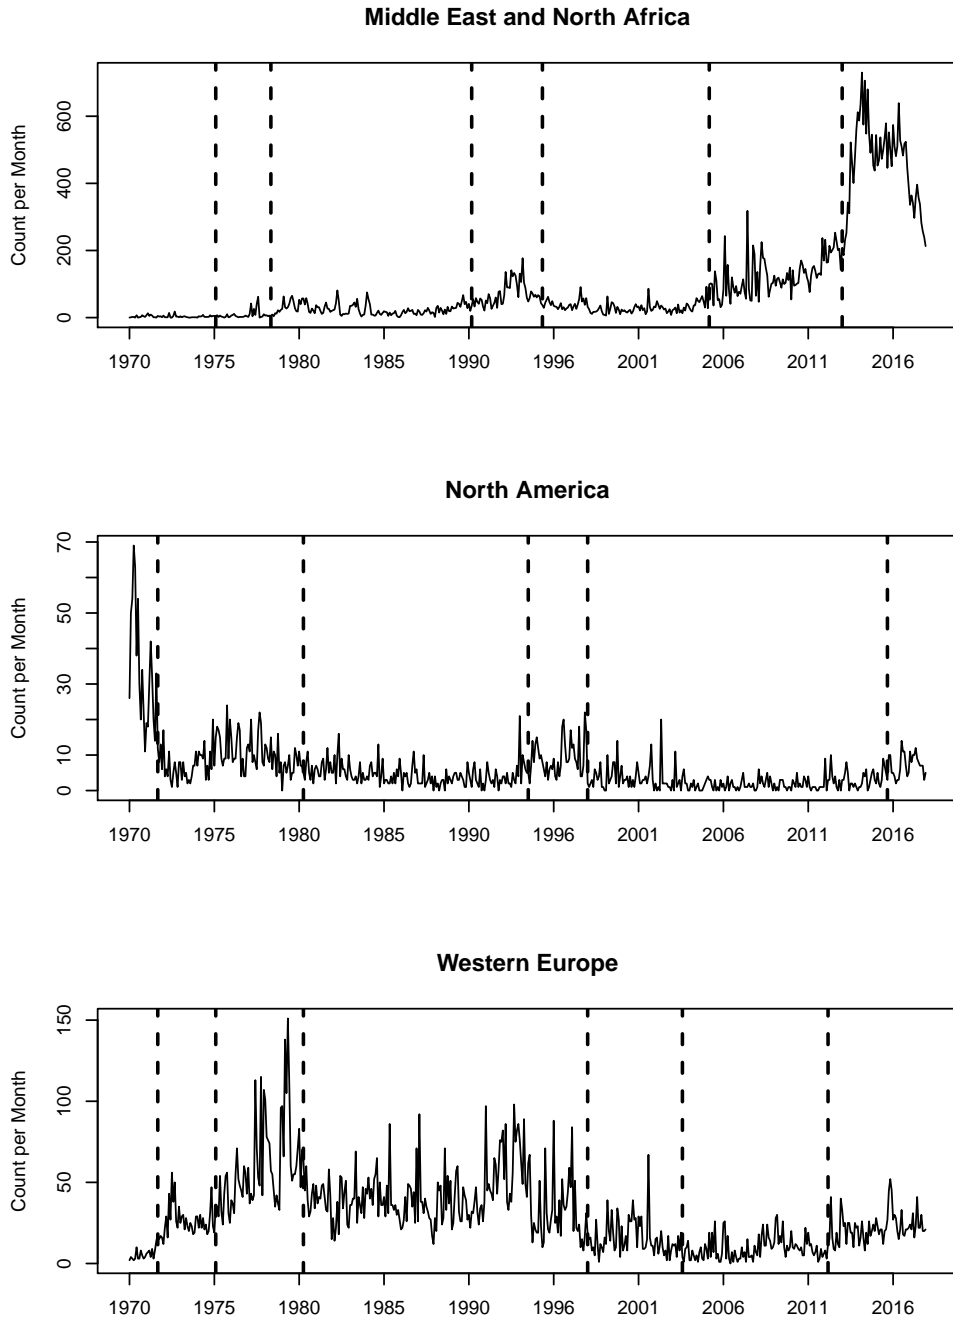 Middle East and North Africa
Count per Month
600
400
200
0
1970 1975 1980 1985 1990 1996 2001 2006 2011 2016
North America
Count per Month
70
50
30
10
0
1970 1975 1980 1985 1990 1996 2001 2006 2011 2016
Western Europe
Count per Month
150
100
50
0
1970 1975 1980 1985 1990 1996 2001 2006 2011 2016